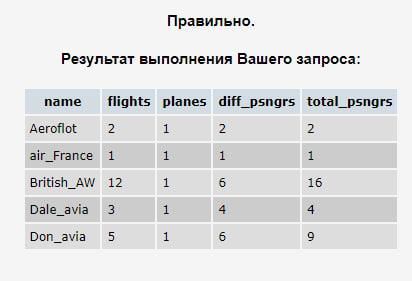 Правильно.
Результат выполнения Вашего запроса:
name flights planes diff_psngrs total_psngrs
Aeroflot 2 1 2 2
air_France 1 1 1 1
British_AW 12 1 6 16
Dale_avia 3 1 4 4
Don_avia 5 1 6 9